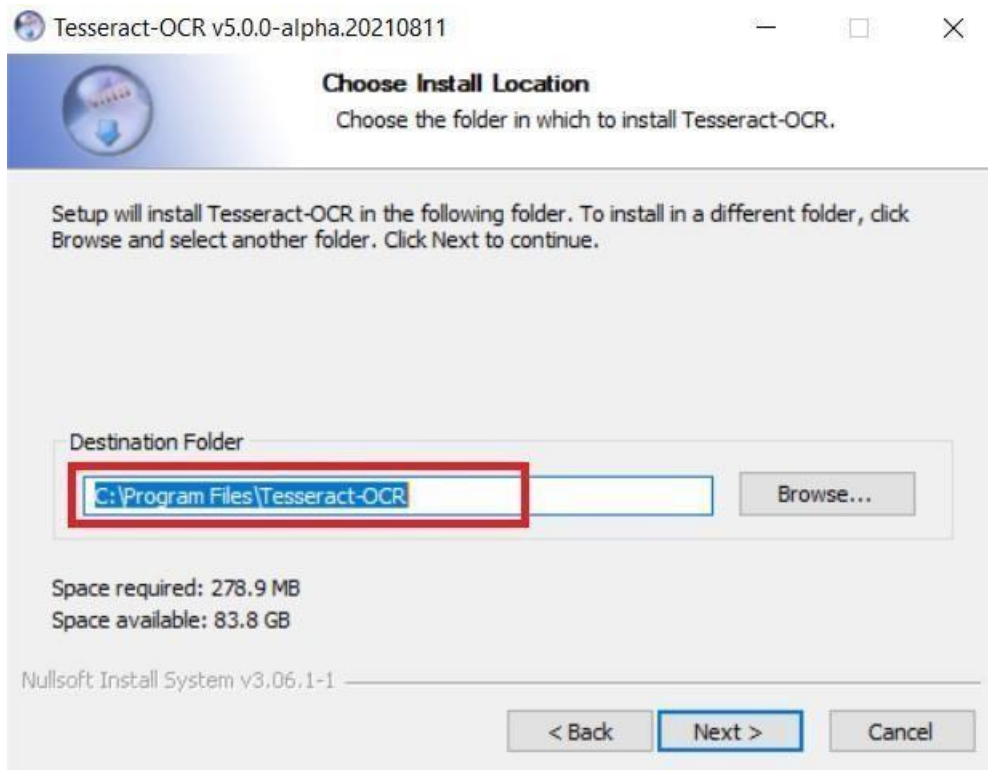 Tesseract-OCR v5.0.0-alpha.20210811
Choose Install Location
Choose the folder in which to install Tesseract-OCR.
Setup will install Tesseract-OCR in the following folder. To install in a different folder, click
Browse and select another folder. Click Next to continue.
Destination Folder
C:\Program Files\Tesseract-OCR
Browse...
Space required: 278.9 MB
Space available: 83.8 GB
Nullsoft Install System v3.06.1-1
< Back
Next >
Cancel